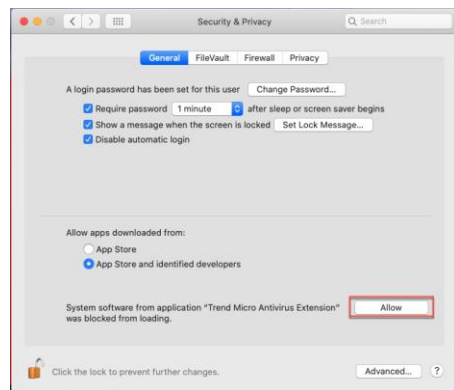 Security & Privacy
Search
General FileVault Firewall Privacy
A login password has been set for this user Change Password...
Require password 1 minute after sleep or screen saver begins
Show a message when the screen is locked Set Lock Message...
Disable automatic login
Allow apps downloaded from:
App Store
App Store and identified developers
System software from application “Trend Micro Antivirus Extension” Allow
was blocked from loading.
Click the lock to prevent further changes. Advanced... ?